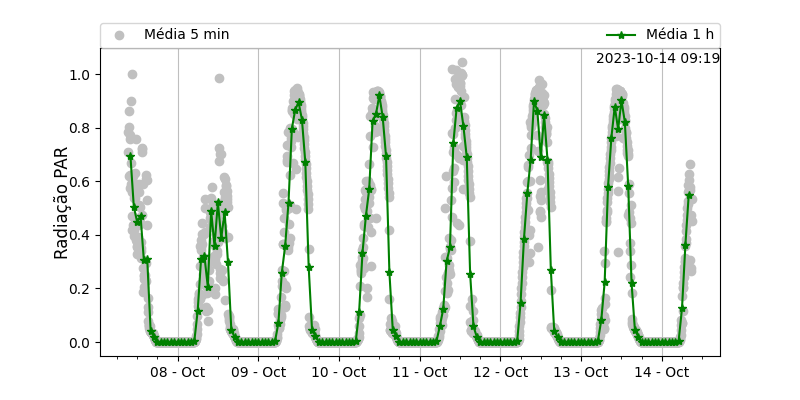 Média 5 min
Média 1 h
2023-10-14 09:19
Radiação PAR
1.0
0.8
0.6
0.4
0.2
0.0
08 - Oct
09 - Oct
10 - Oct
11 - Oct
12 - Oct
13 - Oct
14 - Oct